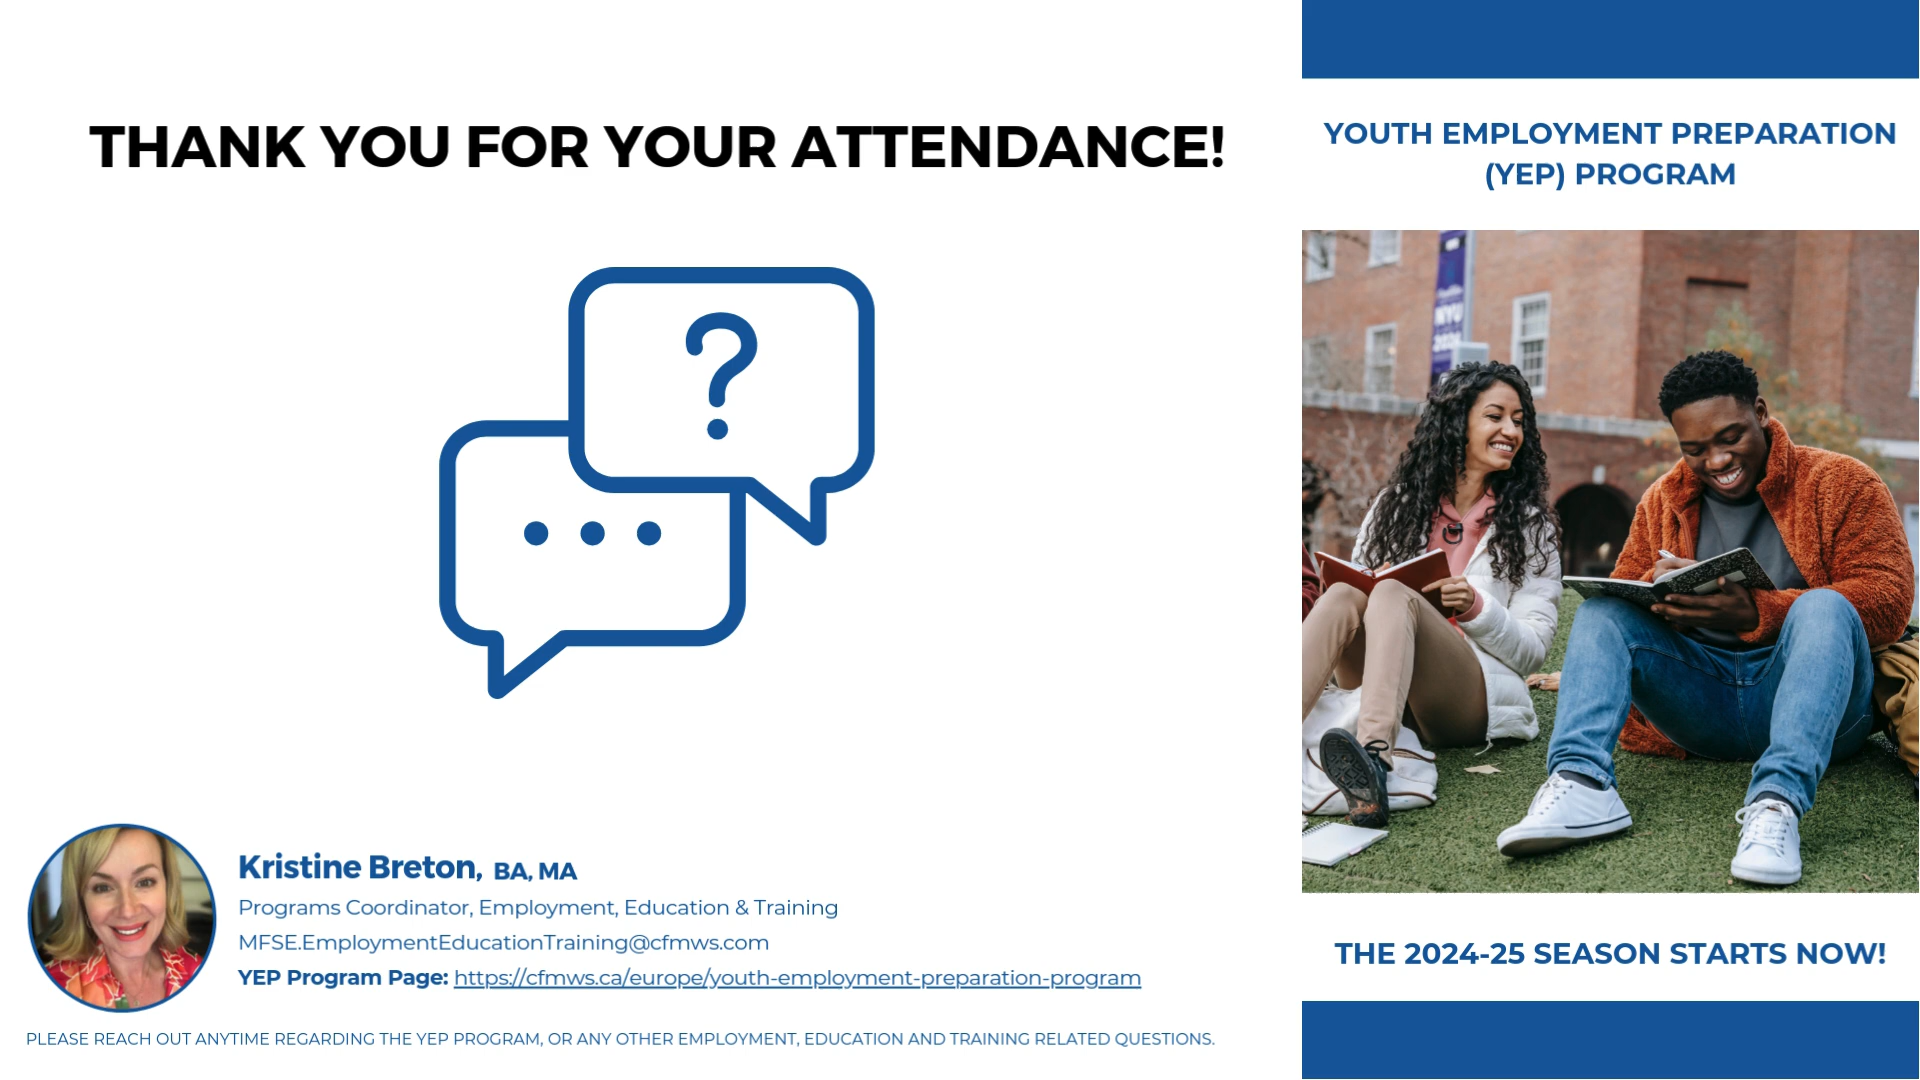 THANK YOU FOR YOUR ATTENDANCE!
?
Kristine Breton, BA, MA
Programs Coordinator, Employment, Education & Training
MFSE.EmploymentEducationTraining@cfmws.com
YEP Program Page: https://cfmws.ca/europe/youth-employment-preparation-program
PLEASE REACH OUT ANYTIME REGARDING THE YEP PROGRAM, OR ANY OTHER EMPLOYMENT, EDUCATION AND TRAINING RELATED QUESTIONS.
YOUTH EMPLOYMENT PREPARATION
(YEP) PROGRAM
NYU
THE 2024-25 SEASON STARTS NOW!